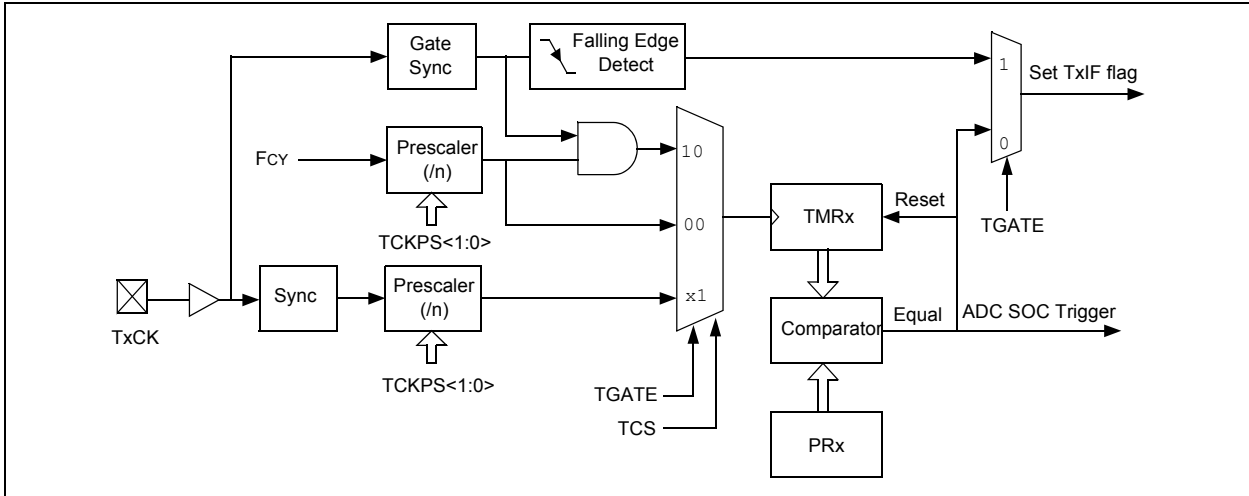 Gate
Sync
Falling Edge
Detect
1
Set TxIF flag
0
TGATE
FCY
Prescaler
(/n)
10
TCKPS<1:0>
00
TMRx
Reset
TxCK
Sync
Prescaler
(/n)
x1
TCKPS<1:0>
Comparator
Equal
ADC SOC Trigger
TGATE
TCS
PRx